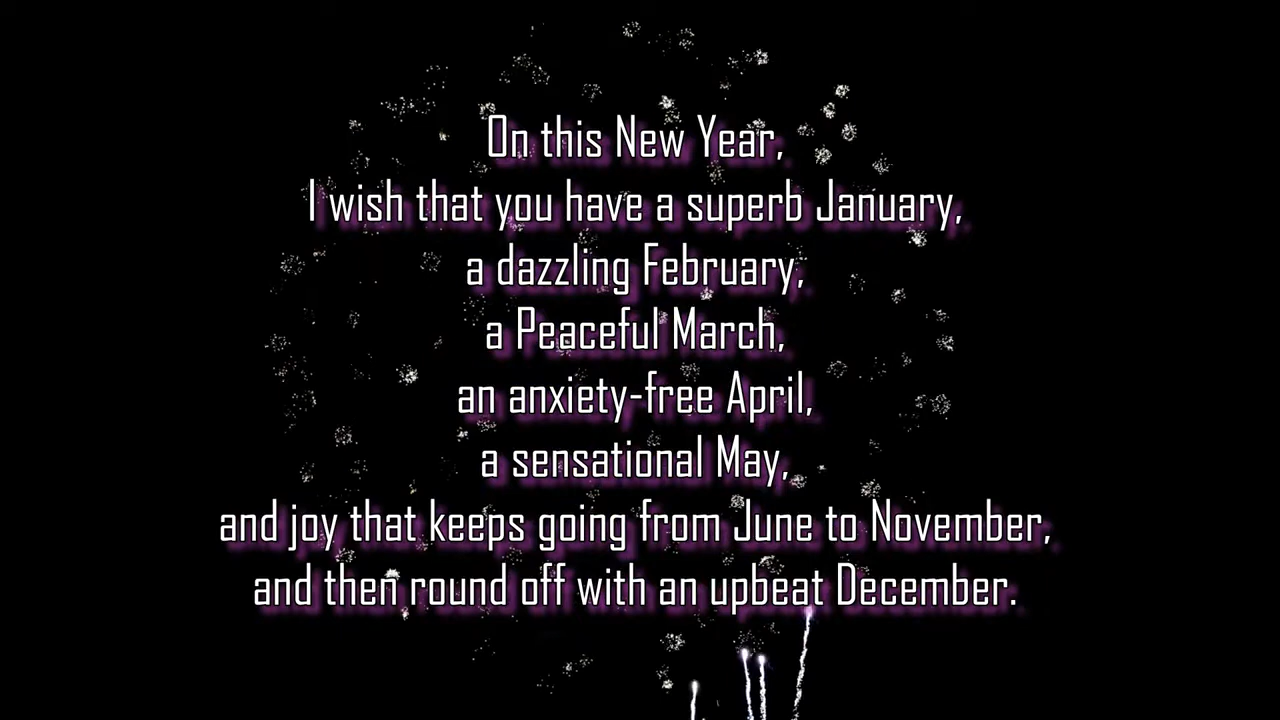 On this New Year,
I wish that you have a superb January,
a dazzling February,
a Peaceful March,
an anxiety-free April,
a sensational May,
and joy that keeps going from June to November,
and then round off with an upbeat December.